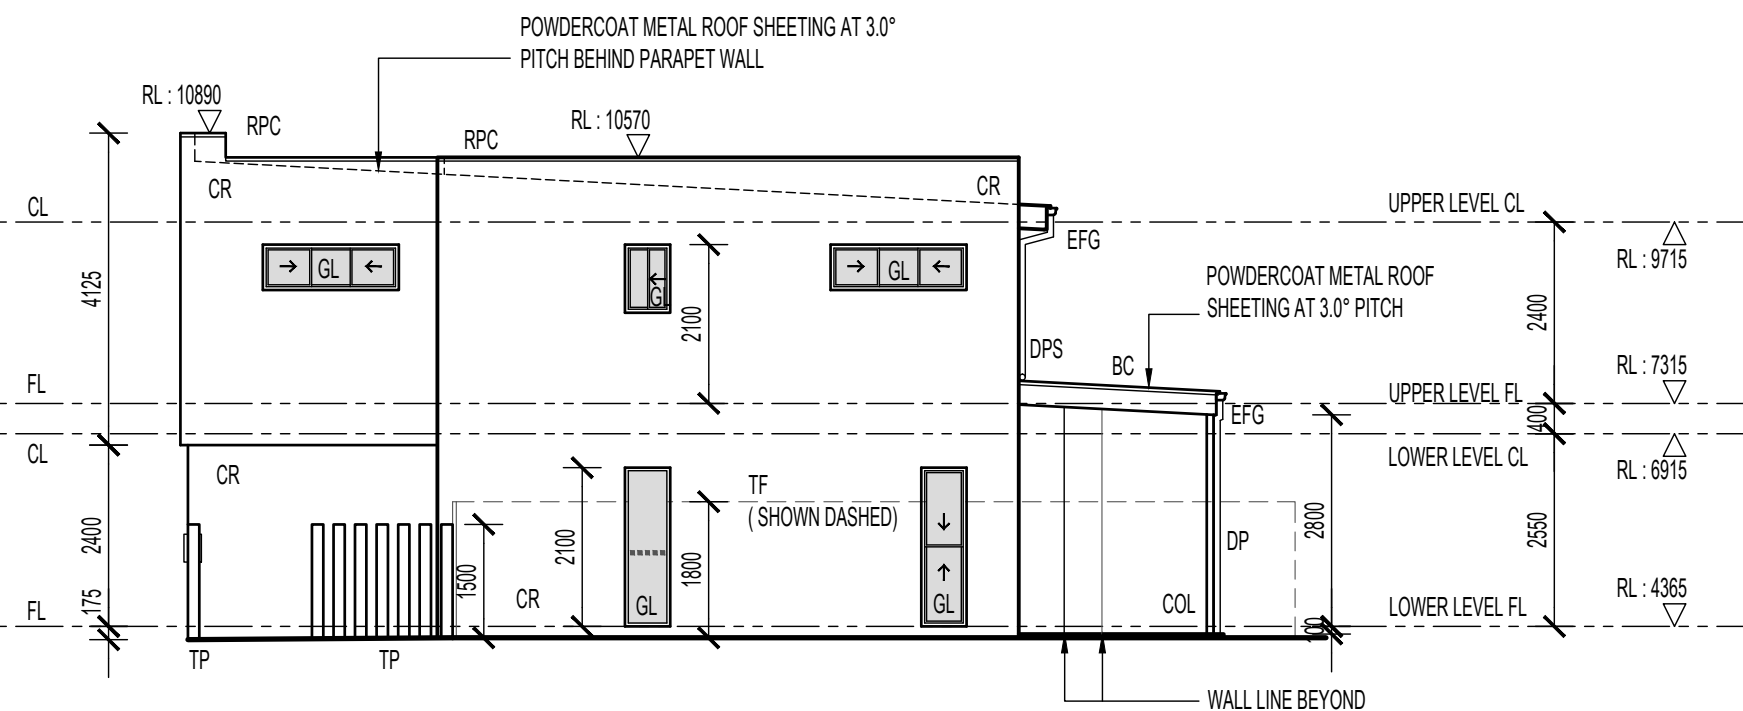 POWDERCOAT METAL ROOF SHEETING AT 3.0°
PITCH BEHIND PARAPET WALL
RL : 10890
RPC
RL : 10570
RPC
CR
CR
CL
UPPER LEVEL CL
EFG
RL : 9715
GL
GL
GL
4125
2100
POWDERCOAT METAL ROOF
SHEETING AT 3.0° PITCH
2400
DPS
BC
RL : 7315
FL
UPPER LEVEL FL
EFG
400
CL
LOWER LEVEL CL
RL : 6915
CR
TF
( SHOWN DASHED)
2400
1500
2100
1800
2800
DP
2550
175
FL
CR
GL
GL
COL
LOWER LEVEL FL
RL : 4365
100
TP
TP
WALL LINE BEYOND